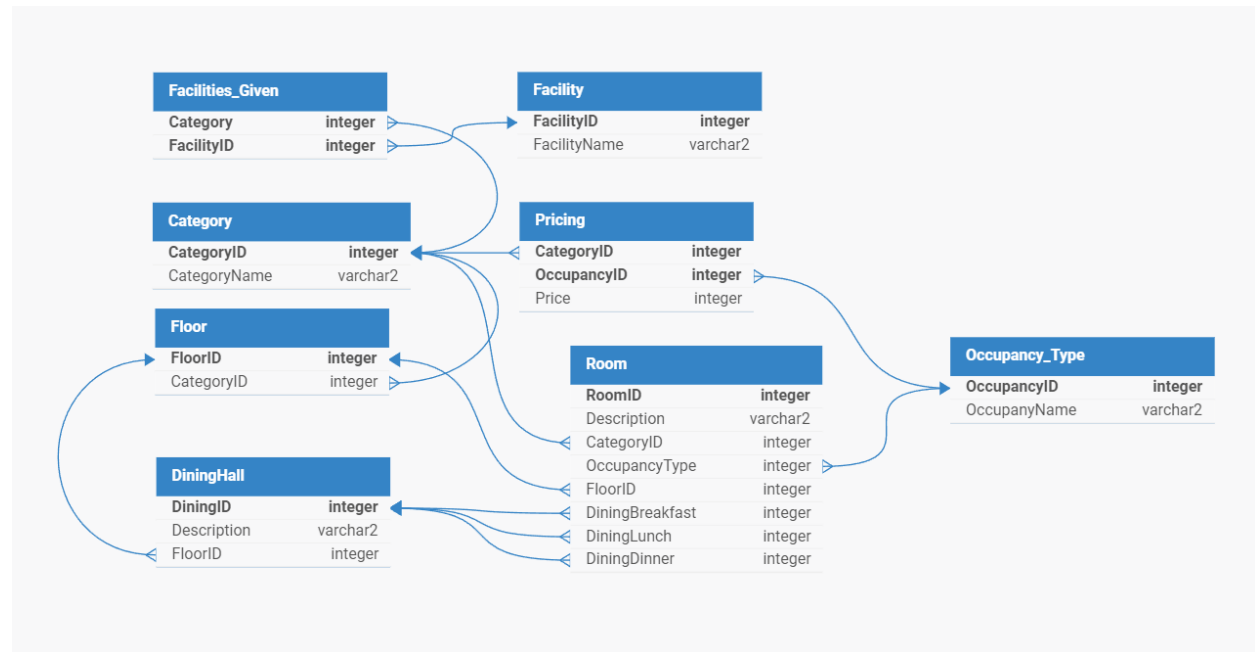 Facilities_Given
Category integer
FacilityID integer
Facility
FacilityID integer
FacilityName varchar2
Category
CategoryID integer
CategoryName varchar2
Pricing
CategoryID integer
OccupancyID integer
Price integer
Floor
FloorID integer
CategoryID integer
Room
RoomID integer
Description varchar2
CategoryID integer
OccupancyType integer
FloorID integer
DiningBreakfast integer
DiningLunch integer
DiningDinner integer
Occupancy_Type
OccupancyID integer
OccupanyName varchar2
DiningHall
DiningID integer
Description varchar2
FloorID integer